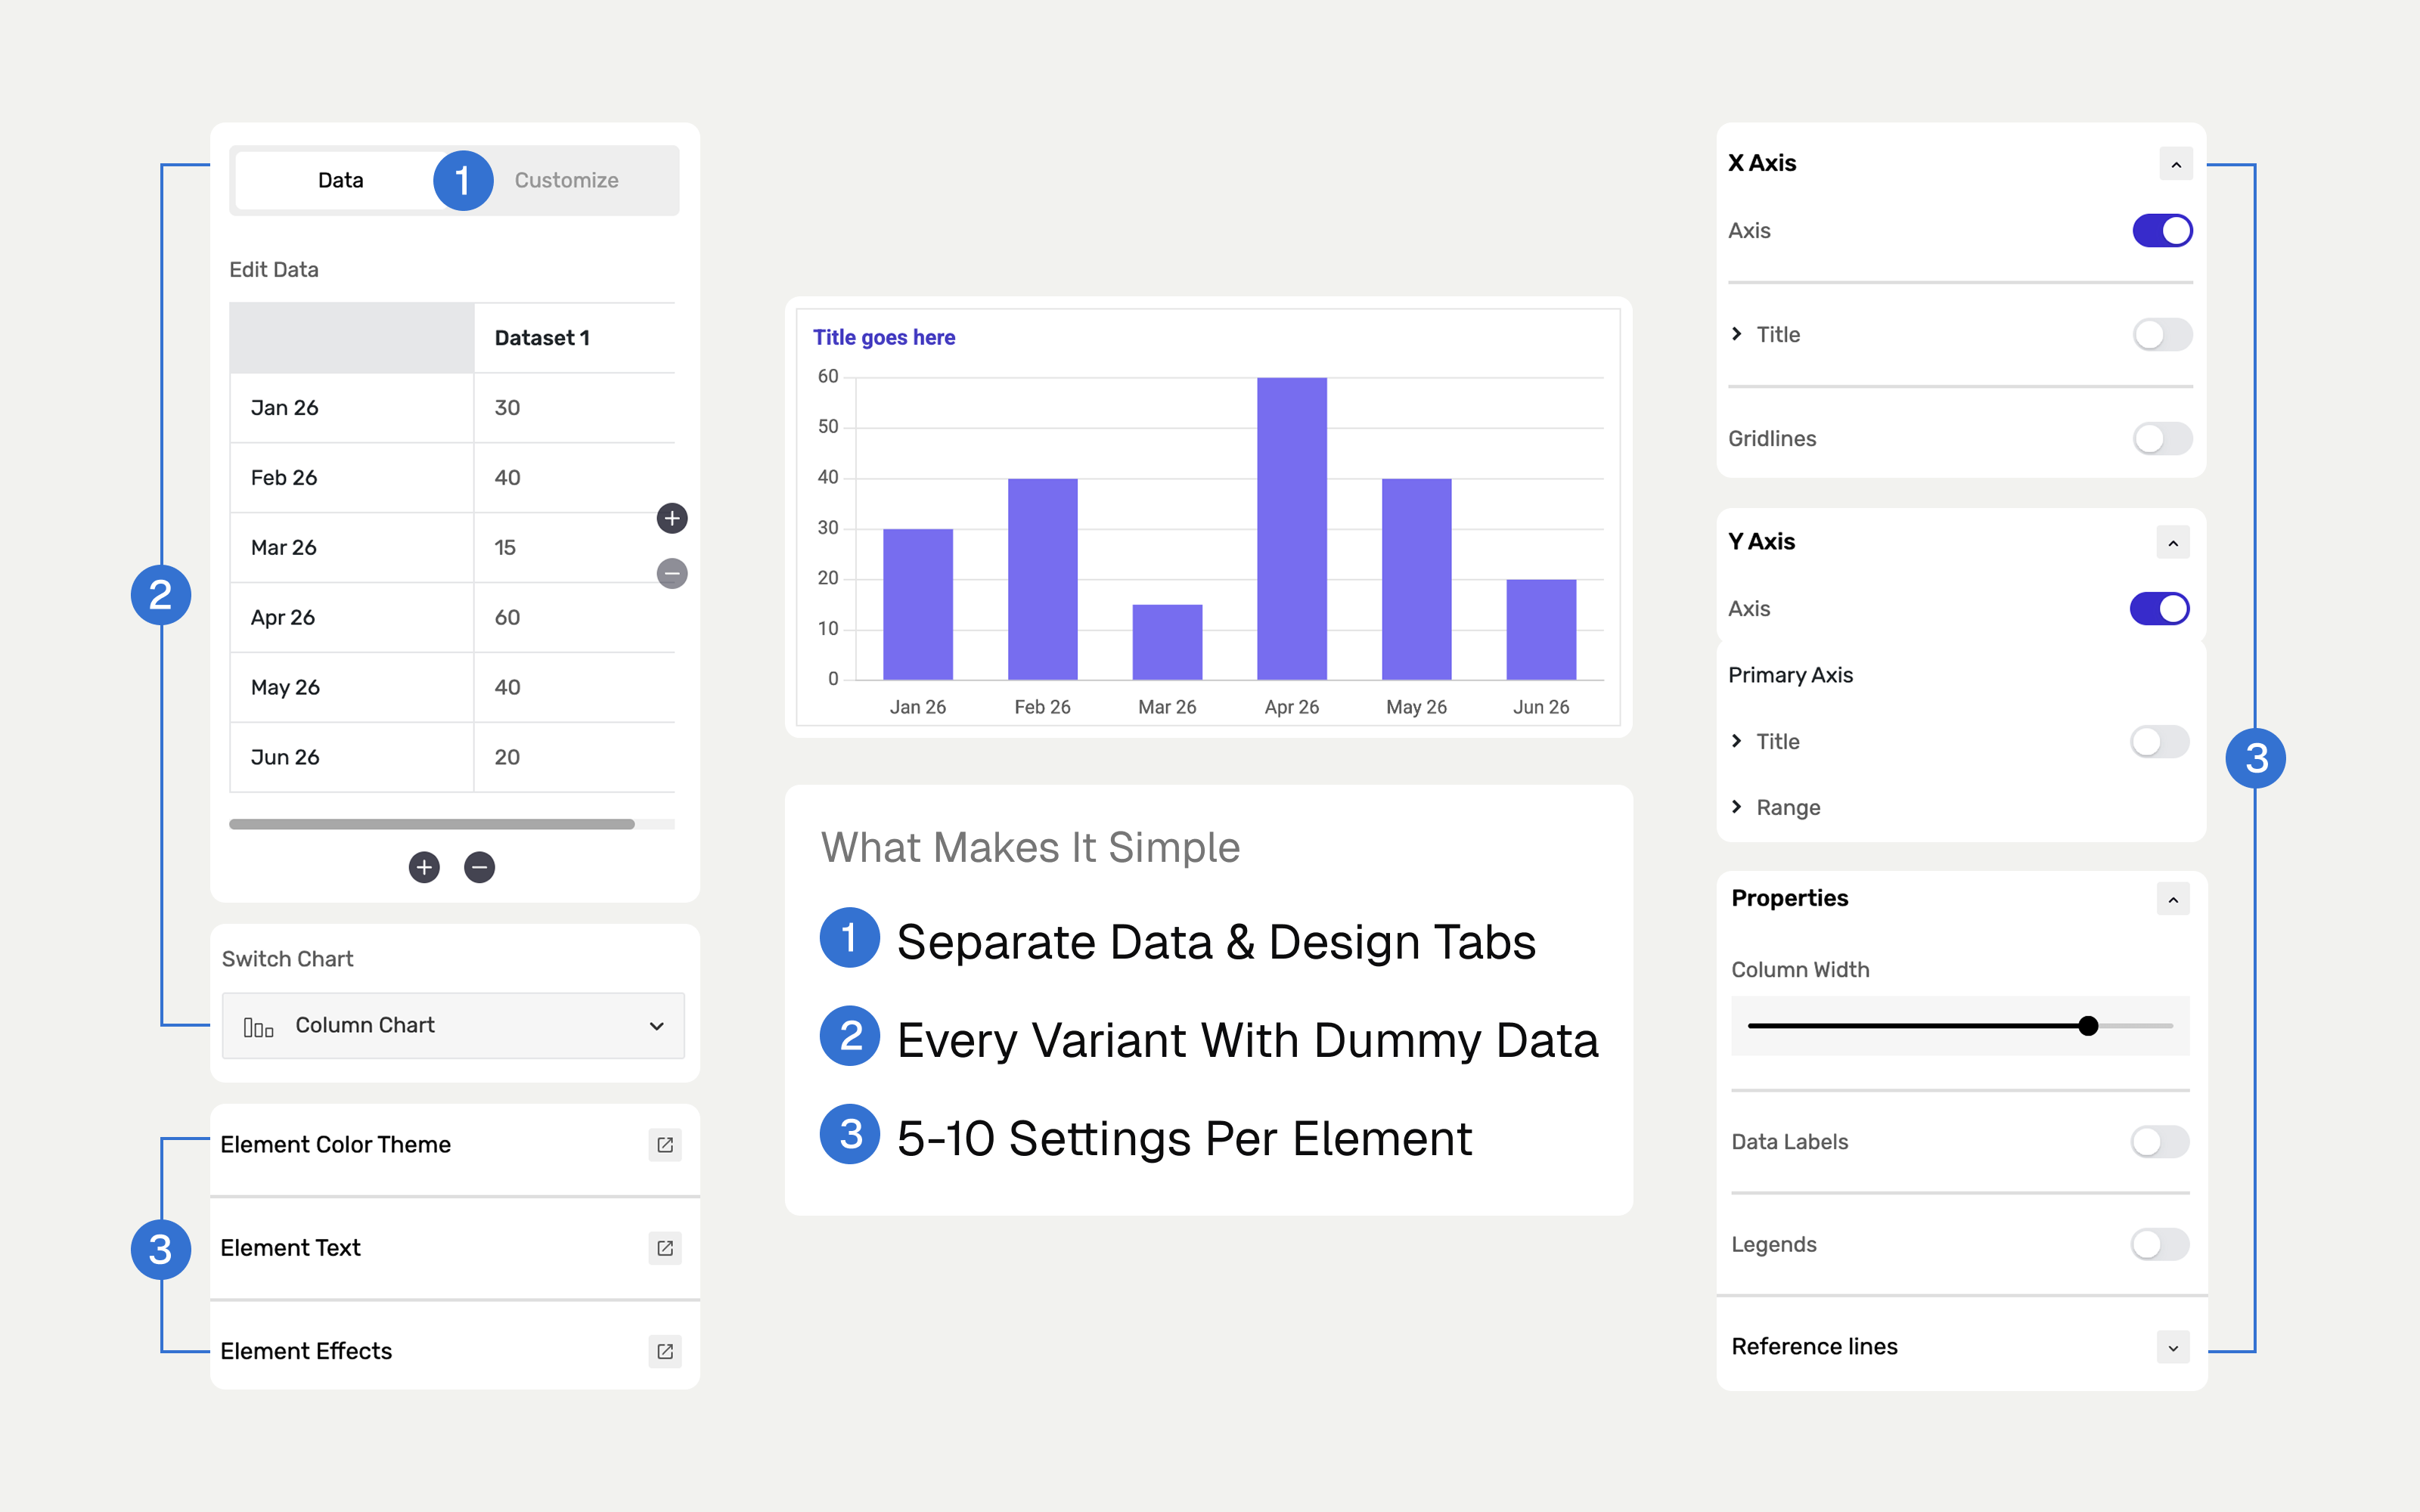 Data
1
Customize
Edit Data
Dataset 1
Jan 26 30
Feb 26 40
Mar 26 15
Apr 26 60
May 26 40
Jun 26 20
2
Switch Chart
Column Chart
Element Color Theme
Element Text
Element Effects
3
Title goes here
60
50
40
30
20
10
0
Jan 26 Feb 26 Mar 26 Apr 26 May 26 Jun 26
What Makes It Simple
1 Separate Data & Design Tabs
2 Every Variant With Dummy Data
3 5-10 Settings Per Element
X Axis
Axis
Title
Gridlines
Y Axis
Axis
Primary Axis
Title
Range
3
Properties
Column Width
Data Labels
Legends
Reference lines